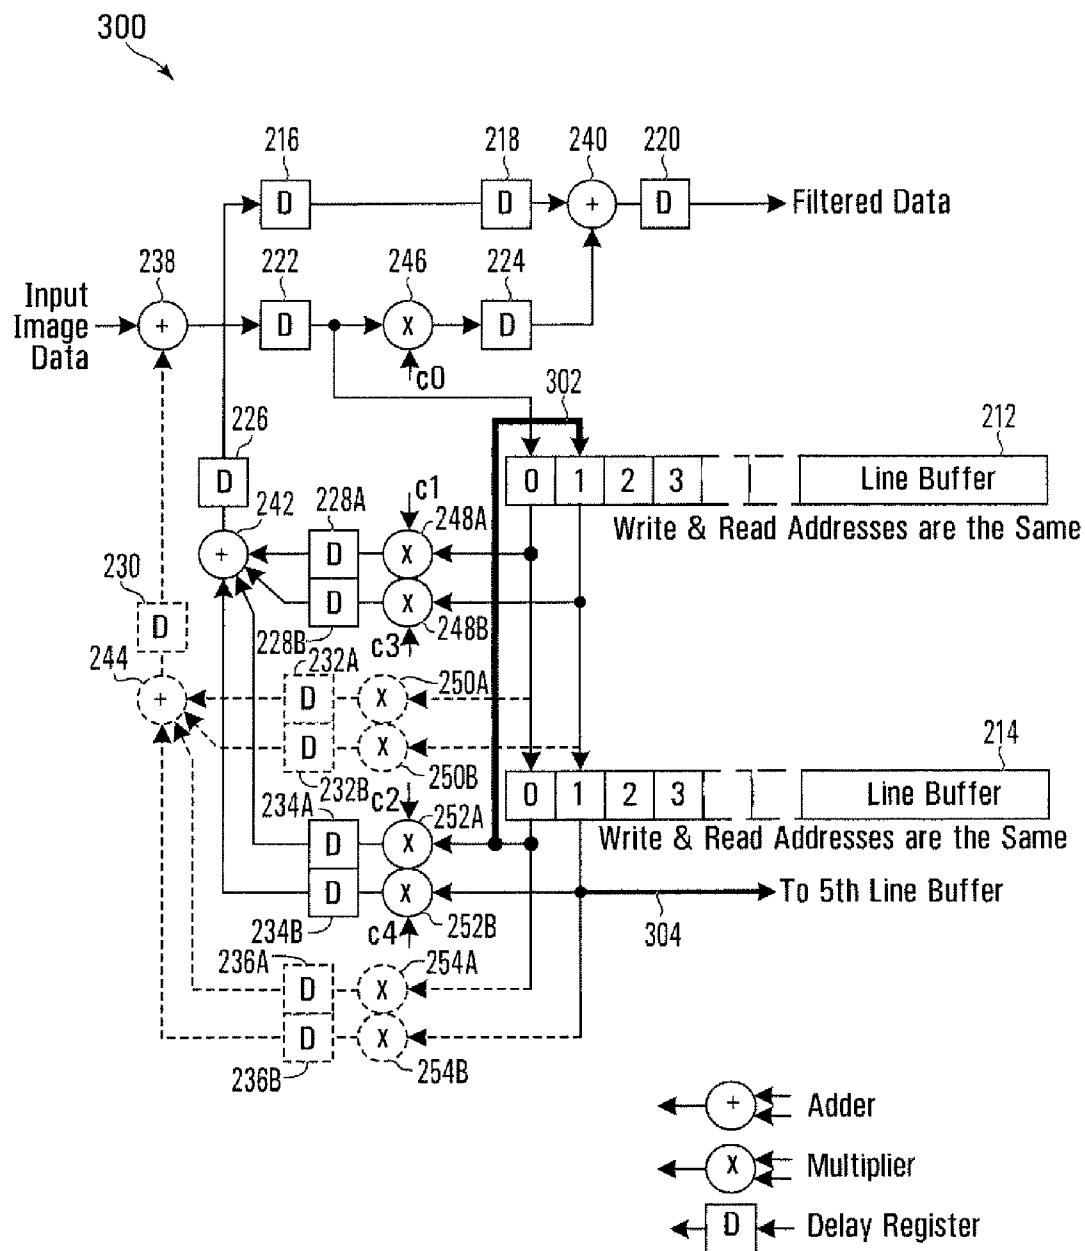 300
216
218
240
220
D
D
+
D
Filtered Data
238
222
246
224
Input
Image
Data
+
D
X
D
c0
302
226
212
D
0
1
2
3
Line Buffer
242
228A
c1
248A
Write & Read Addresses are the Same
+
D
X
230
D
X
D
228B
c3
248B
244
232A
250A
+
D
X
D
X
214
232B
250B
0
1
2
3
Line Buffer
234A
c2
252A
Write & Read Addresses are the Same
D
X
D
X
To 5th Line Buffer
234B
c4
252B
304
236A
254A
D
X
D
X
236B
254B
+
Adder
X
Multiplier
D
Delay Register